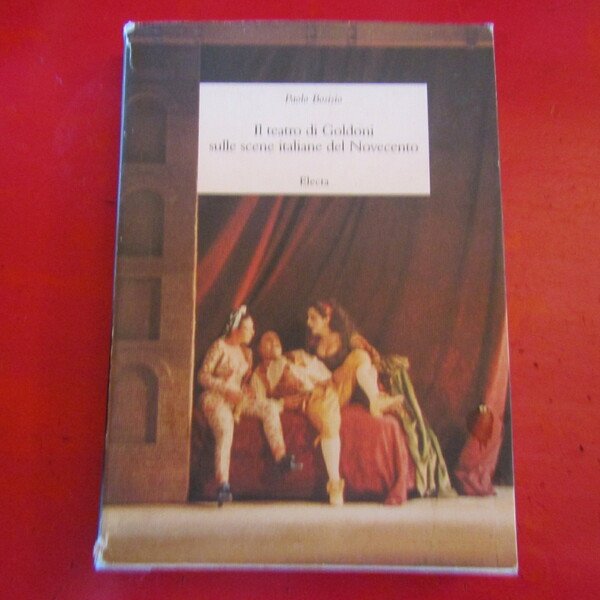 Paolo Bosisio
Il teatro di Goldoni
sulle scene italiane del Novecento
Electa